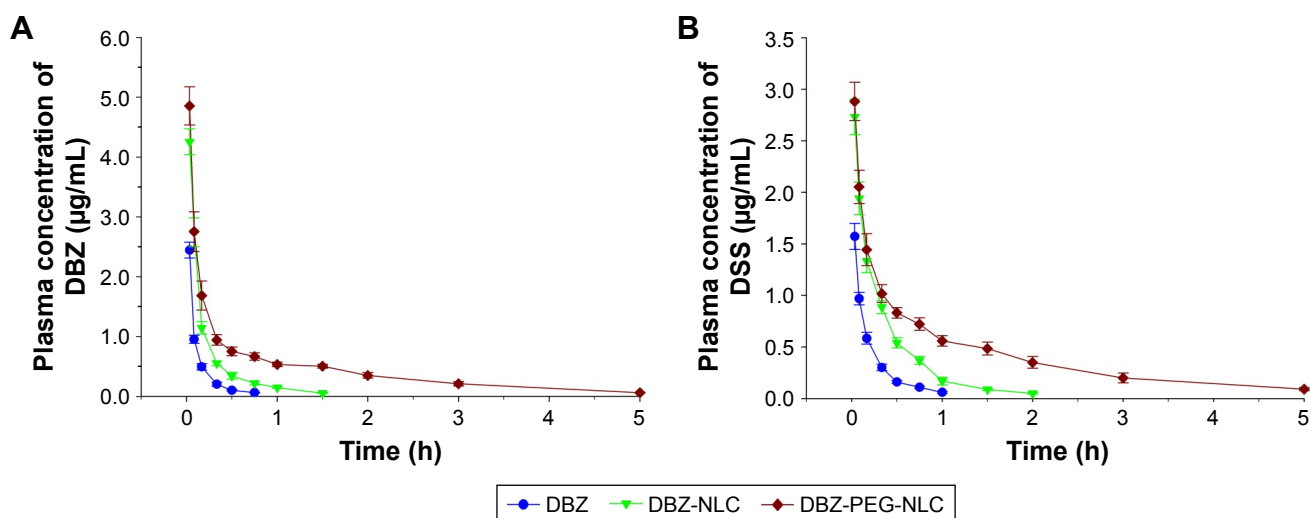 A
Plasma concentration of
DBZ (µg/mL)
6.0
5.0
4.0
3.0
2.0
1.0
0.0
0
1
2
3
4
5
Time (h)
B
Plasma concentration of
DSS (µg/mL)
3.5
3.0
2.5
2.0
1.5
1.0
0.5
0.0
0
1
2
3
4
5
Time (h)
DBZ
DBZ-NLC
DBZ-PEG-NLC